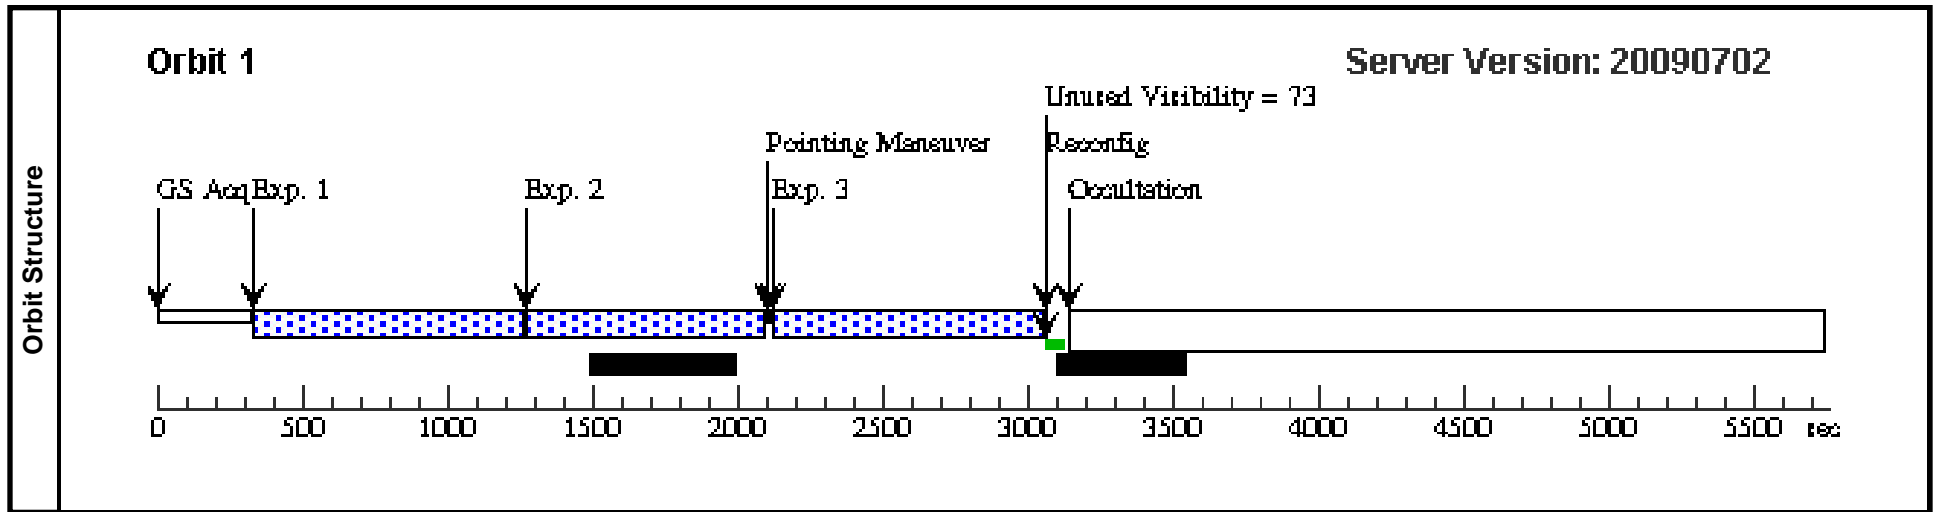 Orbit Structure
Orbit 1
Server Version: 20090702
Unused Visibility = 73
Pointing Maneuver
Reconfig
GS Acq
Exp. 1
Exp. 2
Exp. 3
Occultation
0 500 1000 1500 2000 2500 3000 3500 4000 4500 5000 5500 sec